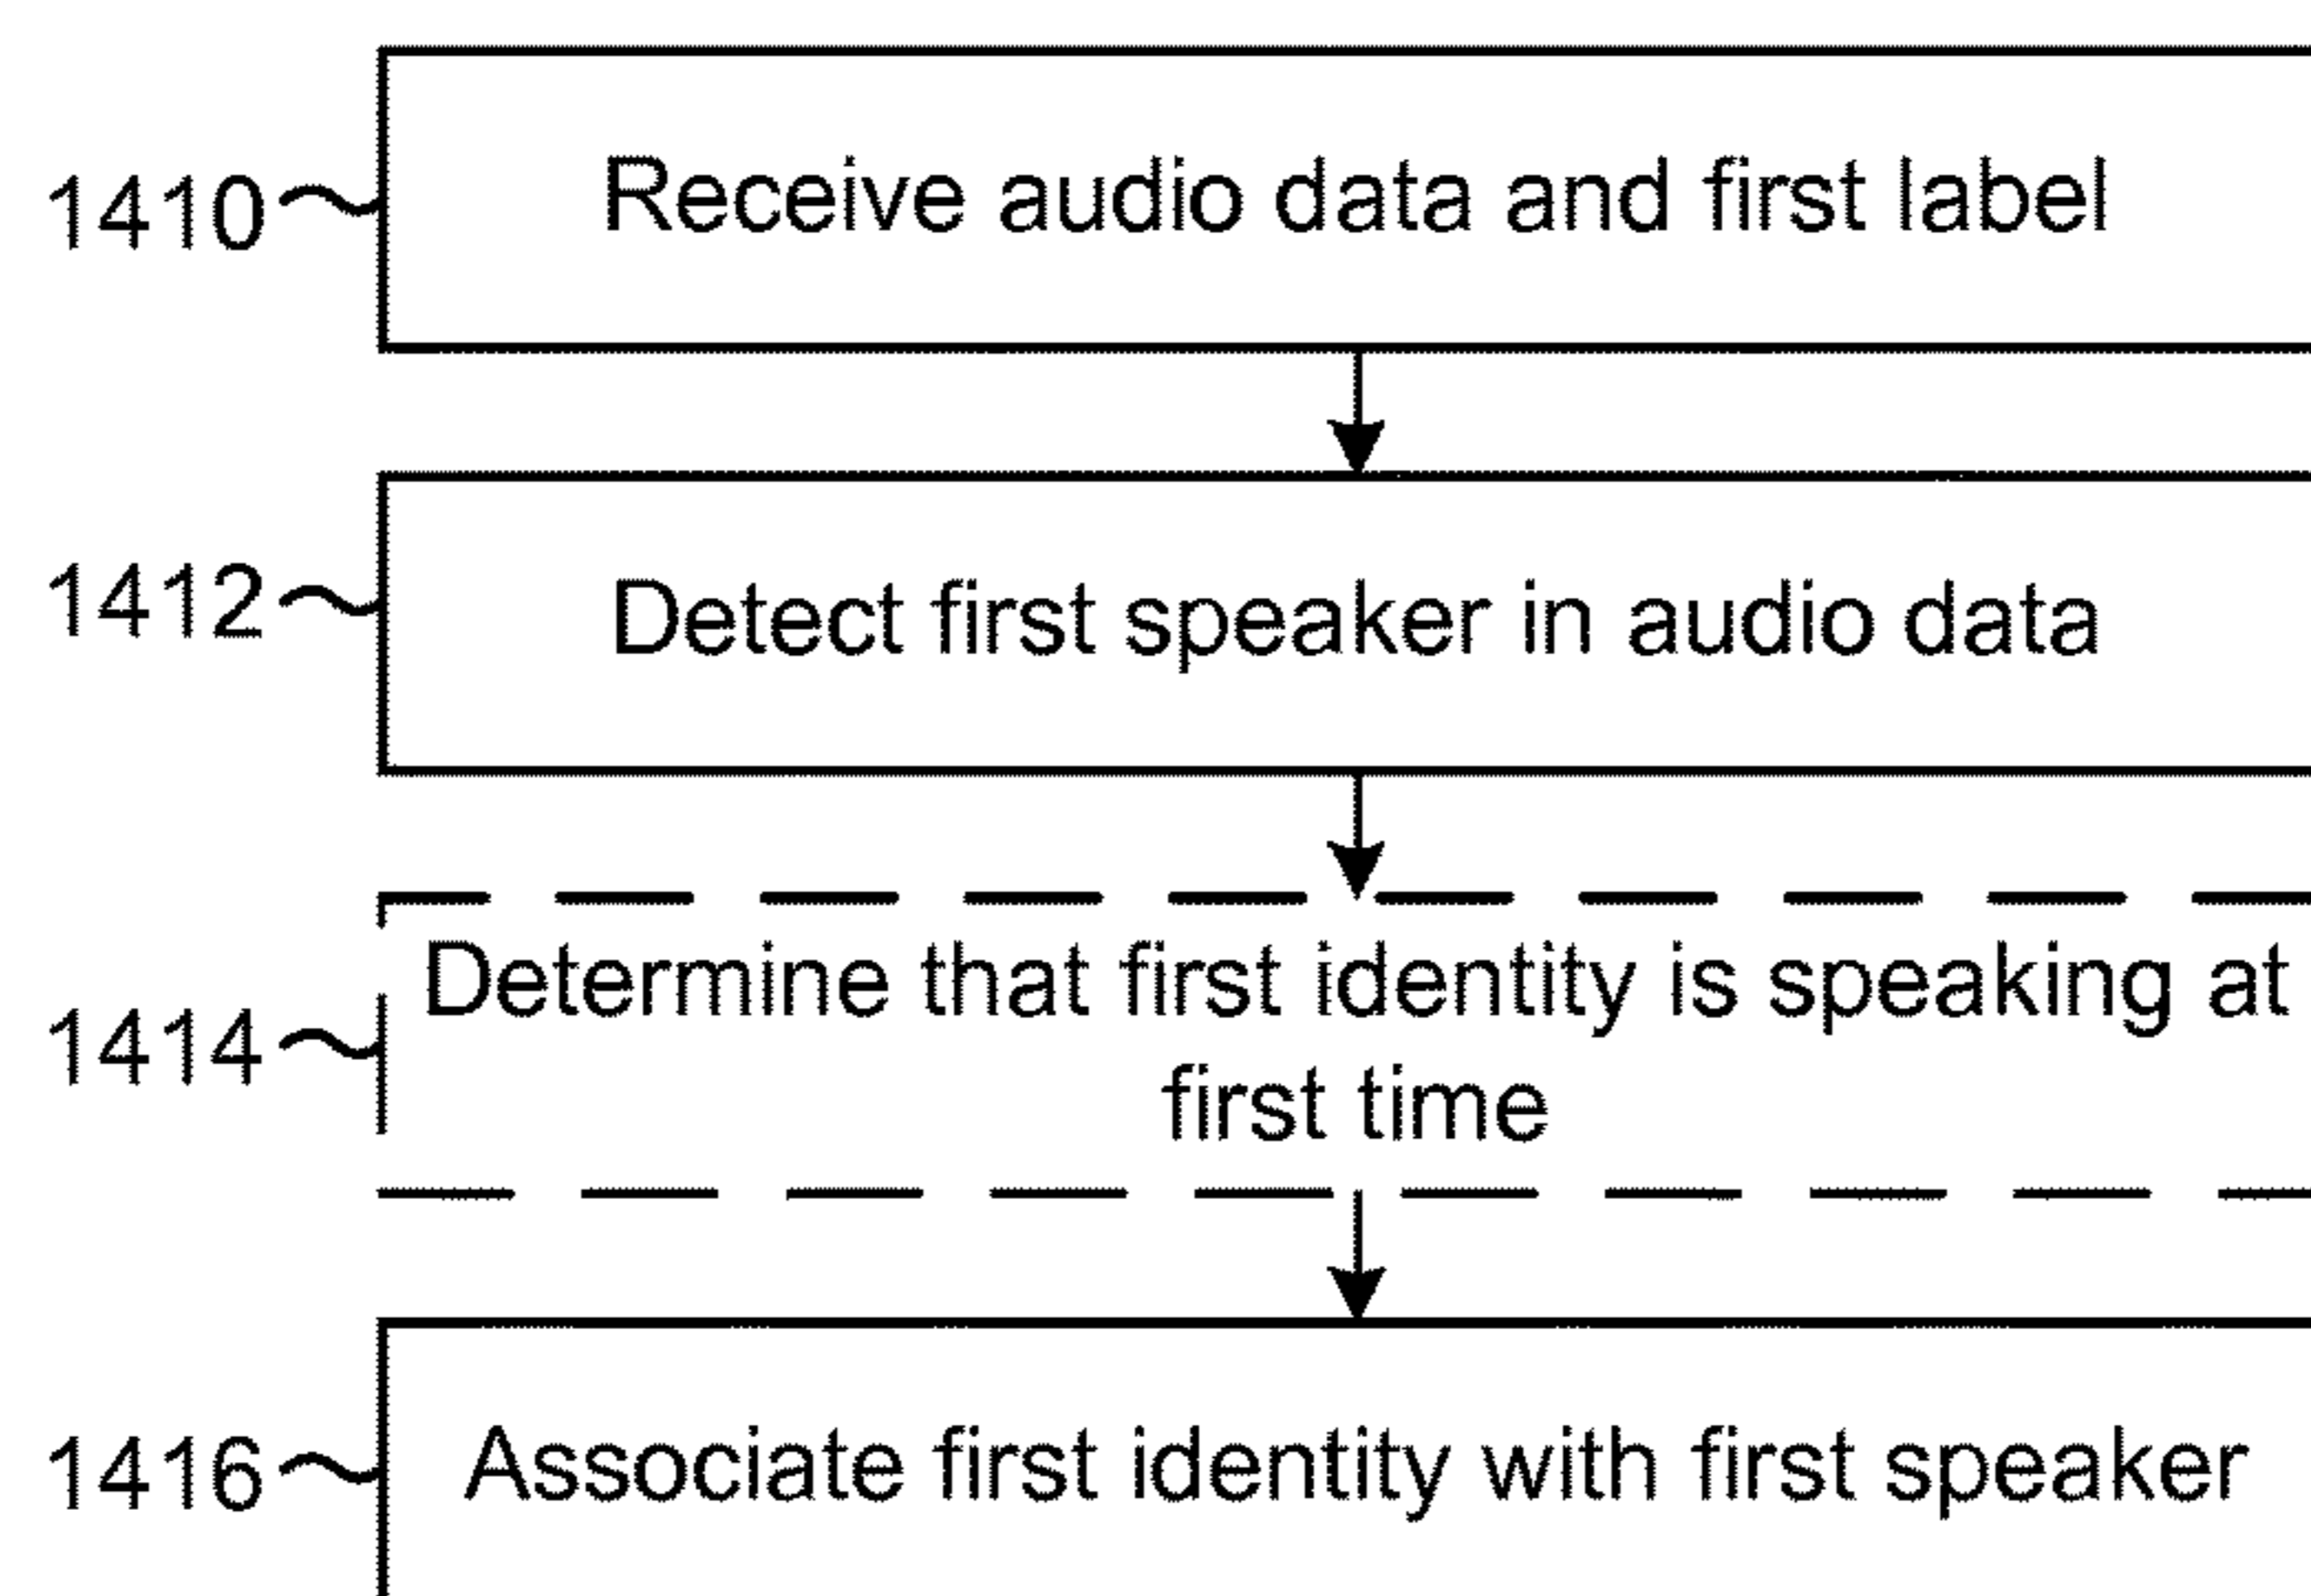 1410 Receive audio data and first label
1412 Detect first speaker in audio data
1414 Determine that first identity is speaking at
first time
1416 Associate first identity with first speaker